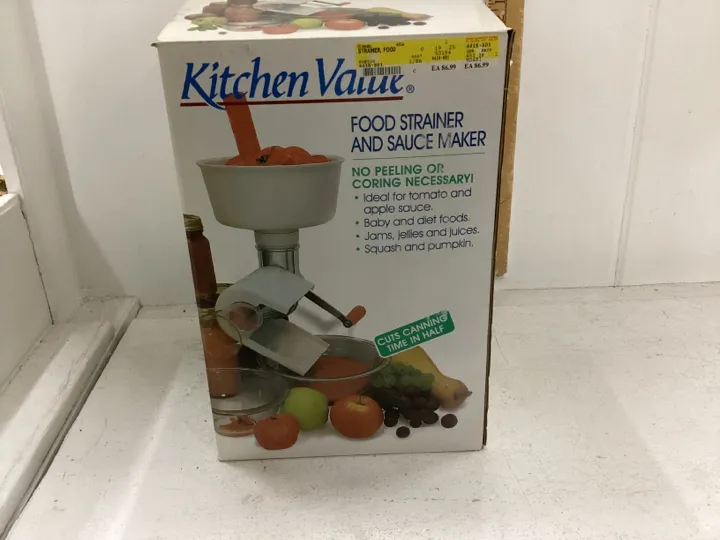 STRAINER, FOOD
EA $6.99 EA $6.99
Kitchen Value®
FOOD STRAINER
AND SAUCE MAKER
NO PEELING OR
CORING NECESSARY!
• Ideal for tomato and
apple sauce.
• Baby and diet foods.
• Jams, jellies and juices.
• Squash and pumpkin.
CUTS CANNING
TIME IN HALF